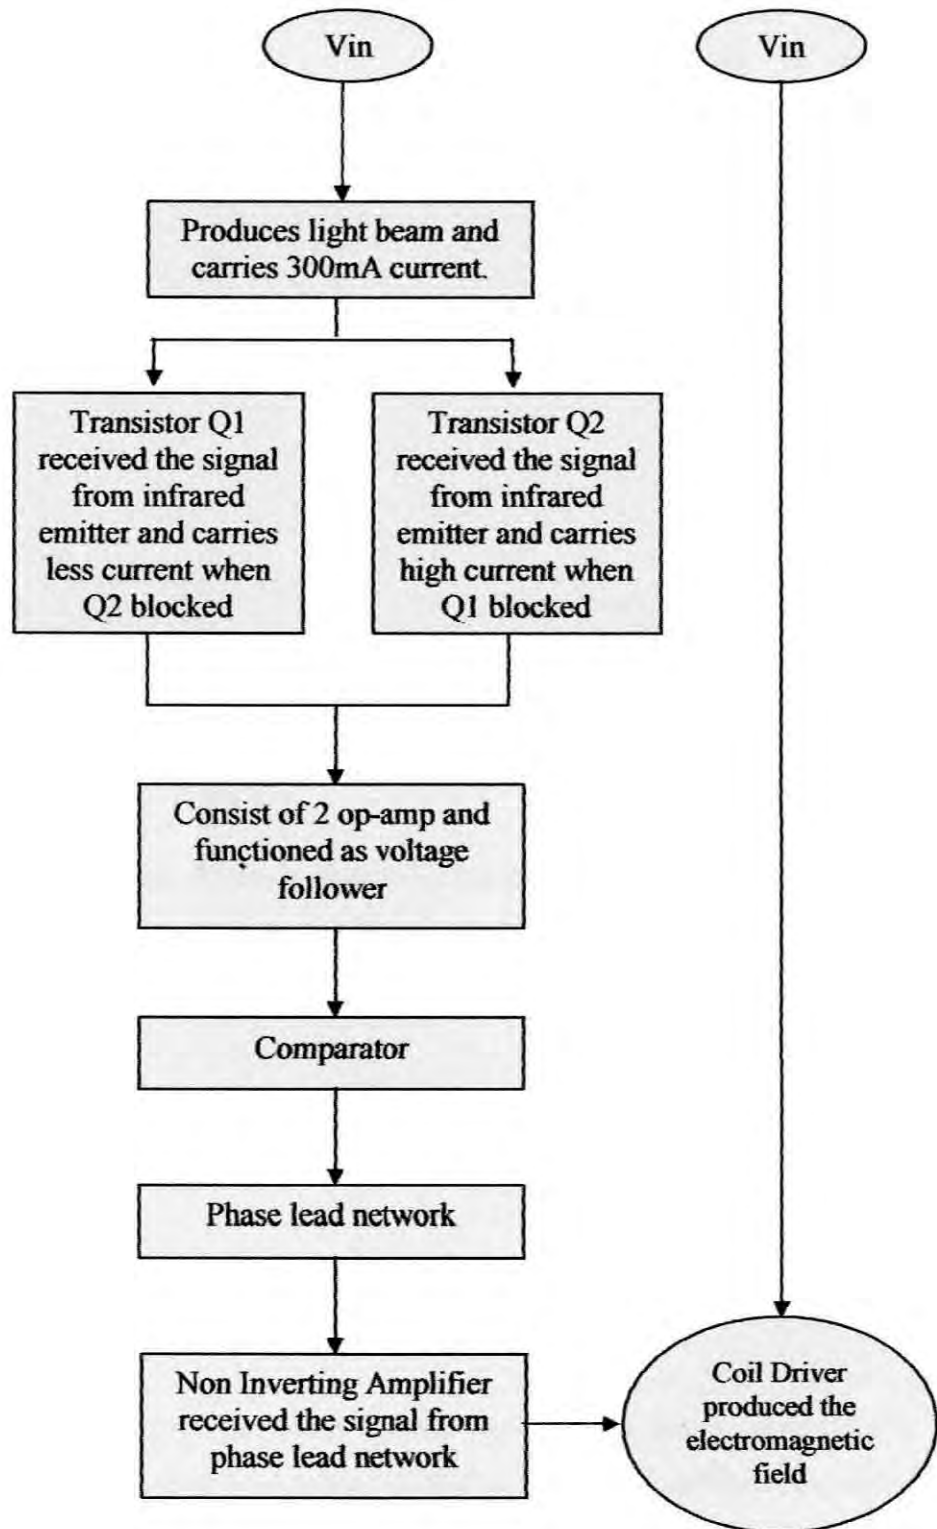 Vin
Vin
Produces light beam and
carries 300mA current.
Transistor Q1
received the signal
from infrared
emitter and carries
less current when
Q2 blocked
Transistor Q2
received the signal
from infrared
emitter and carries
high current when
Q1 blocked
Consist of 2 op-amp and
functioned as voltage
follower
Comparator
Phase lead network
Non Inverting Amplifier
received the signal from
phase lead network
Coil Driver
produced the
electromagnetic
field